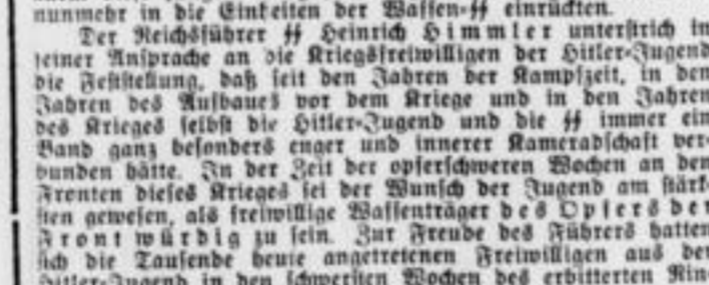 nunmehr in die Einheiten der Waffen-SS einrückten.
Der Reichsführer SS Heinrich Himmler unterstrich in
seiner Ansprache an die Kriegsfreiwilligen der Hitler-Jugend
die Feststellung, daß seit den Jahren der Kampfzeit, in den
Jahren des Aufbaues vor dem Kriege und in den Jahren
des Krieges selbst die Hitler-Jugend und die SS immer ein
Band ganz besonders enger und innerer Kameradschaft ver-
bunden hätte. In der Zeit der opferschweren Wochen an den
Fronten dieses Krieges sei der Wunsch der Jugend am stärk-
sten gewesen, als freiwillige Waffenträger des Opfers der
Front würdig zu sein. Zur Freude des Führers hatten
sich die Tausende heute angetretenen Freiwilligen aus der
Hitler-Jugend in den schwersten Wochen des erbitterten Rin-